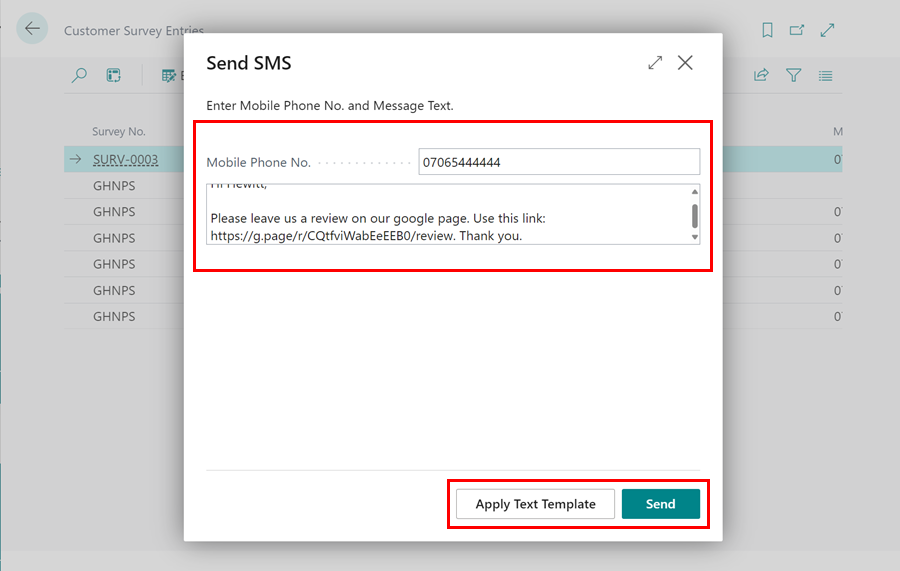 Customer Survey Entries
Send SMS
Enter Mobile Phone No. and Message Text.
Survey No.
M
Mobile Phone No.
07065444444
SURV-0003
0
Hi Hewitt,
GHNPS
Please leave us a review on our google page. Use this link:
https://g.page/r/CQtfviWabEeEEB0/review. Thank you.
GHNPS
0
GHNPS
0
GHNPS
0
GHNPS
0
GHNPS
0
Apply Text Template
Send